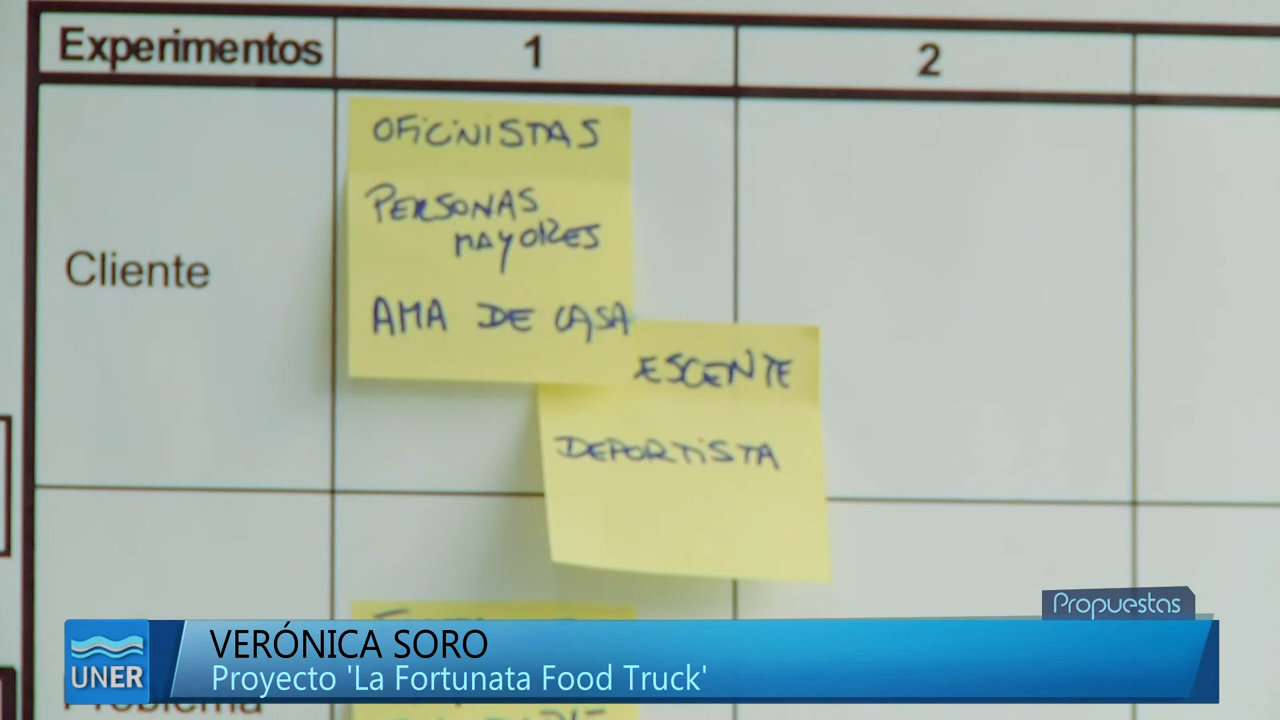 Experimentos 1 2
Cliente
OFICINISTAS
PERSONAS
MAYORES
AMA DE CASA
ESCENTE
DEPORTISTA
Propuestas
UNER
VERÓNICA SORO
Proyecto 'La Fortunata Food Truck'
Problema